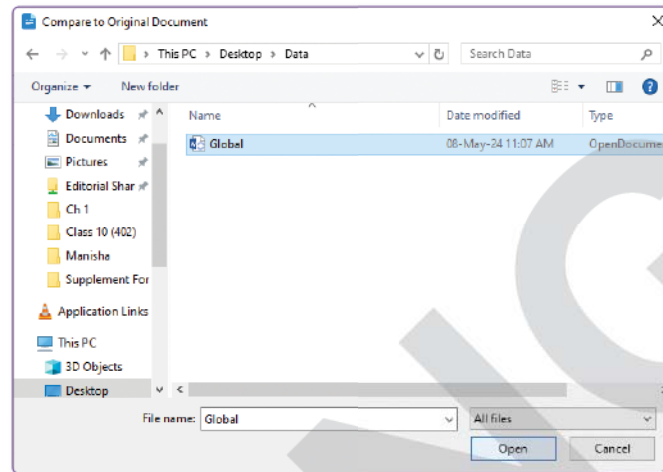 Compare to Original Document
This PC > Desktop > Data
Search Data
Organize
New folder
Name
Date modified
Type
Downloads
Documents
Pictures
Editorial Shar
Ch 1
Class 10 (402)
Manisha
Supplement For
Application Links
This PC
3D Objects
Desktop
Global
08-May-24 11:07 AM
OpenDocume
File name:
Global
All files
Open
Cancel